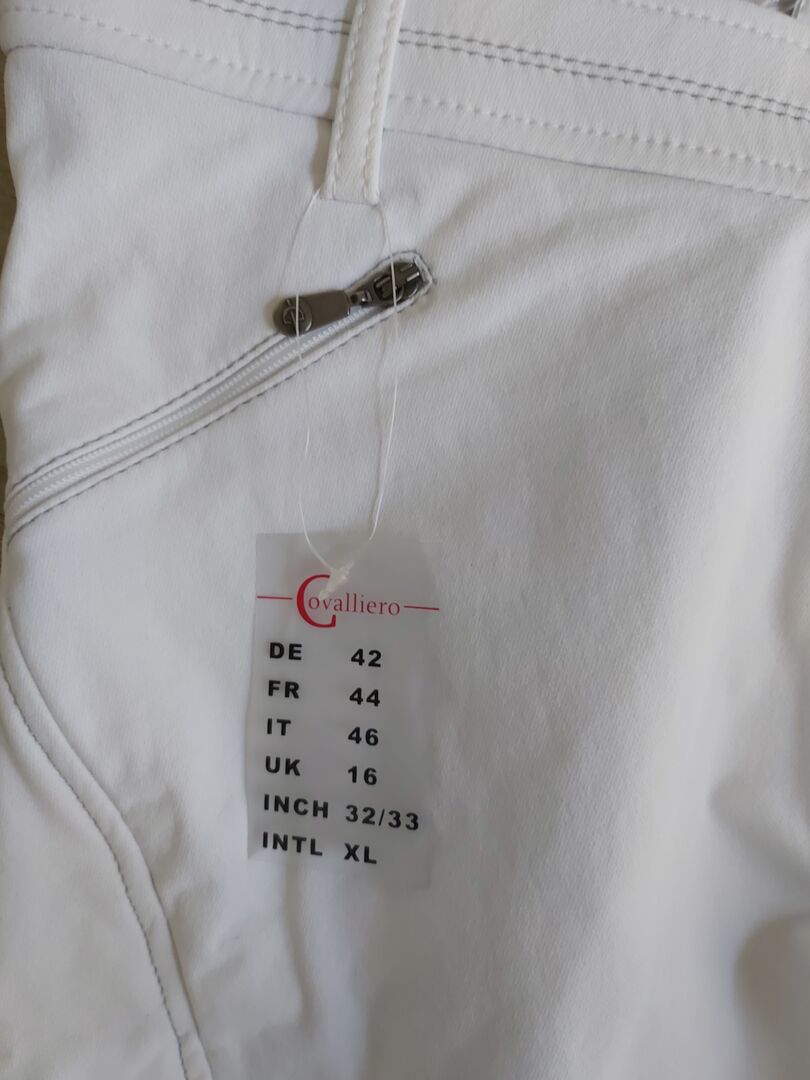 Covalliero
DE 42
FR 44
IT 46
UK 16
INCH 32/33
INTL XL